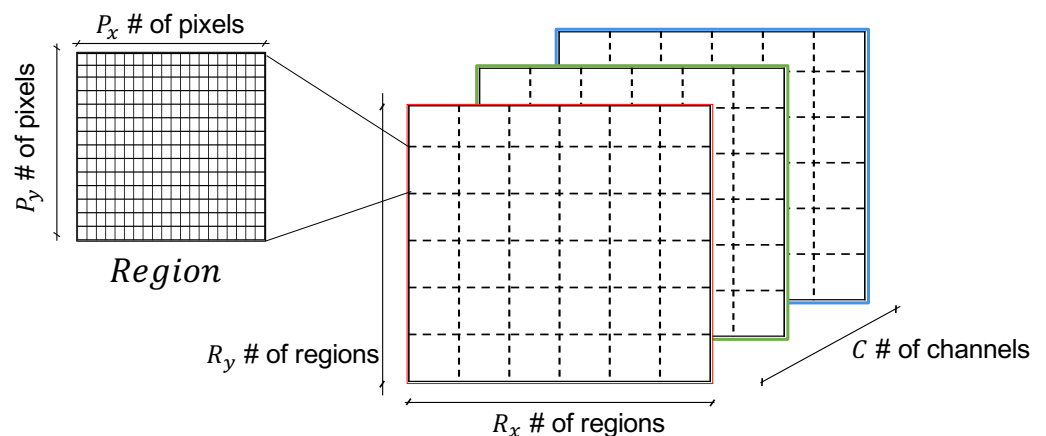 P_x # of pixels
P_y # of pixels
Region
R_y # of regions
C # of channels
R_x # of regions